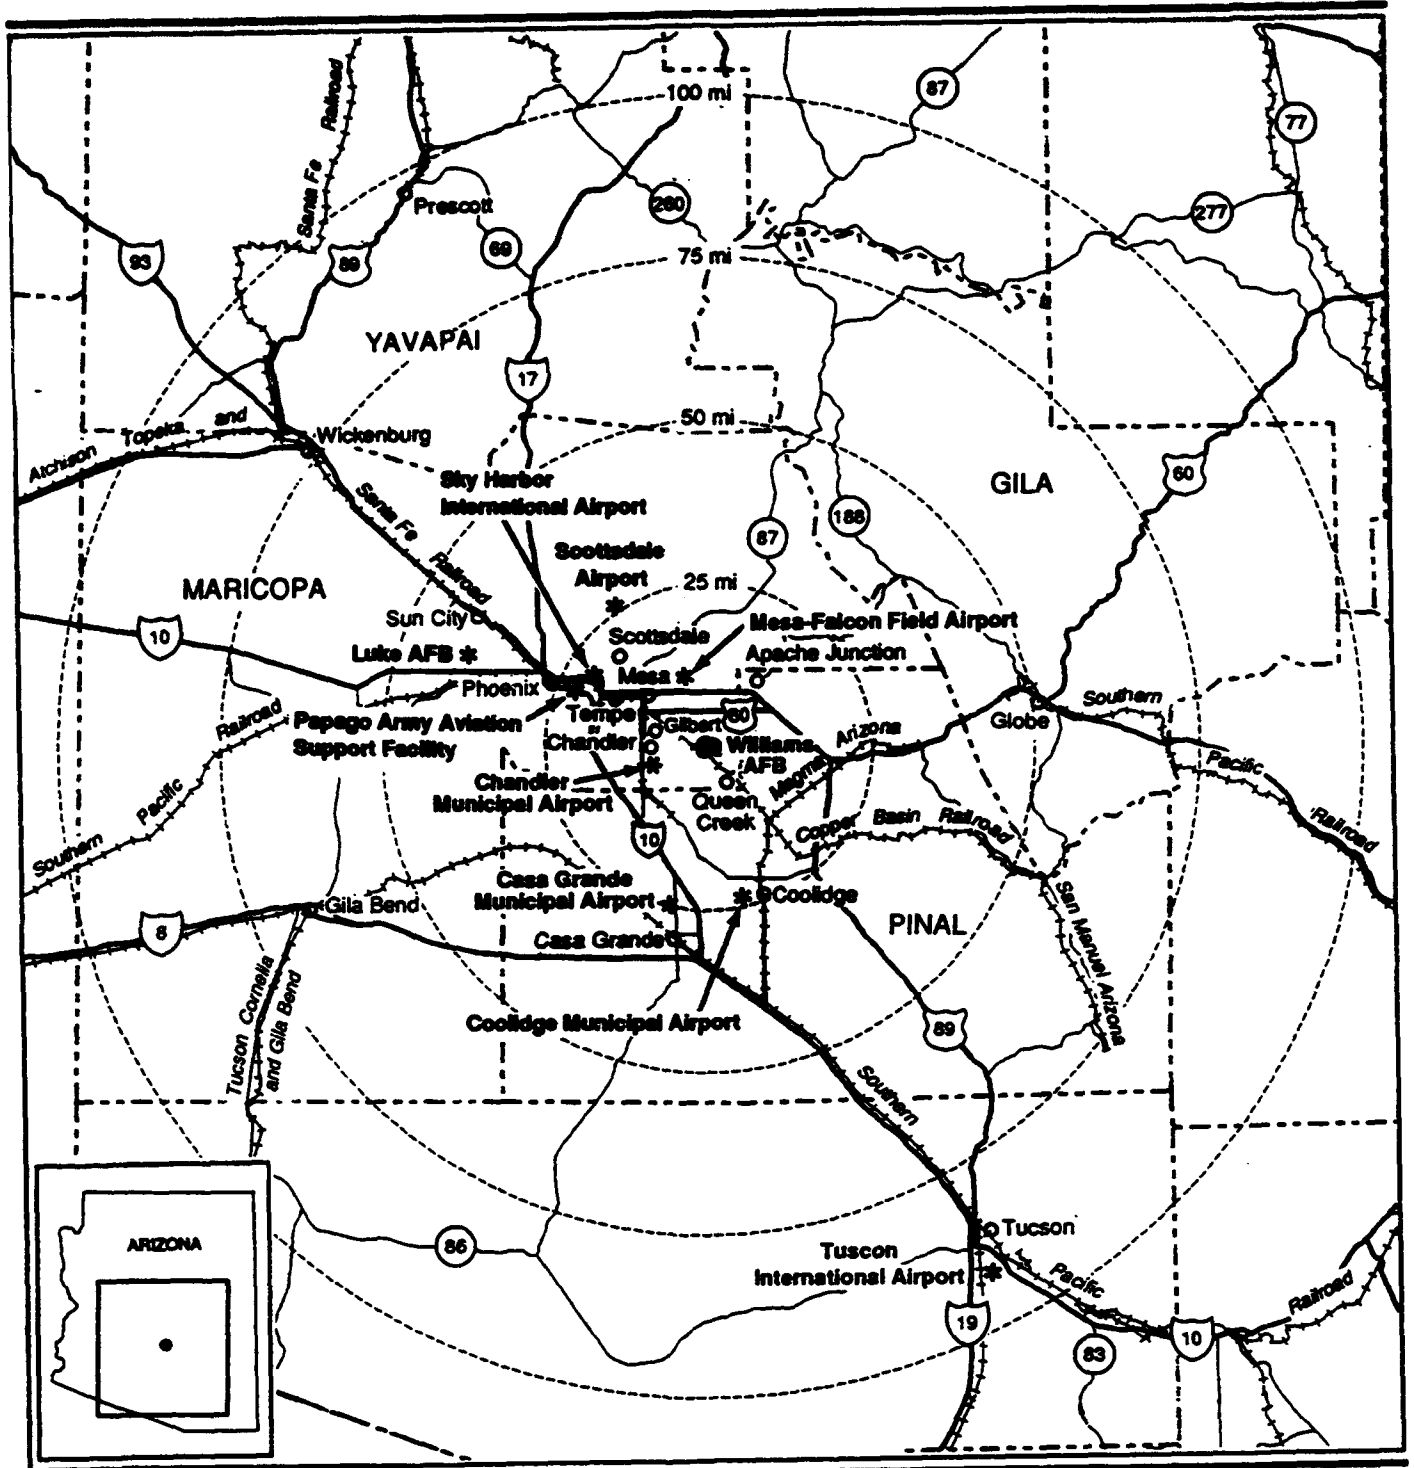 100 mi
87
77
Santa Fe Railroad
Prescott
260
277
69
93
89
75 mi
YAVAPAI
17
50 mi
Atchison Topeka and
Wickenburg
Santa Fe Railroad
Sky Harbor
International Airport
GILA
60
188
87
Scottsdale
Airport
25 mi
MARICOPA
Sun City
Mesa-Falcon Field Airport
10
Scottsdale
Luke AFB
Apache Junction
Mesa
Phoenix
Southern Pacific Railroad
Papago Army Aviation
Support Facility
Tempe
Gilbert
60
Globe
Southern Pacific Railroad
Chandler
Williams
AFB
Magma Arizona
Chandler
Municipal Airport
Queen
Creek
Copper Basin Railroad
10
Casa Grande
Municipal Airport
Coolidge
San Manuel Arizona
Gila Bend
8
Casa Grande
PINAL
Tucson Cornelia
and Gila Bend
Coolidge Municipal Airport
89
Southern Pacific Railroad
ARIZONA
86
Tucson
Tuscon
International Airport
19
10
83